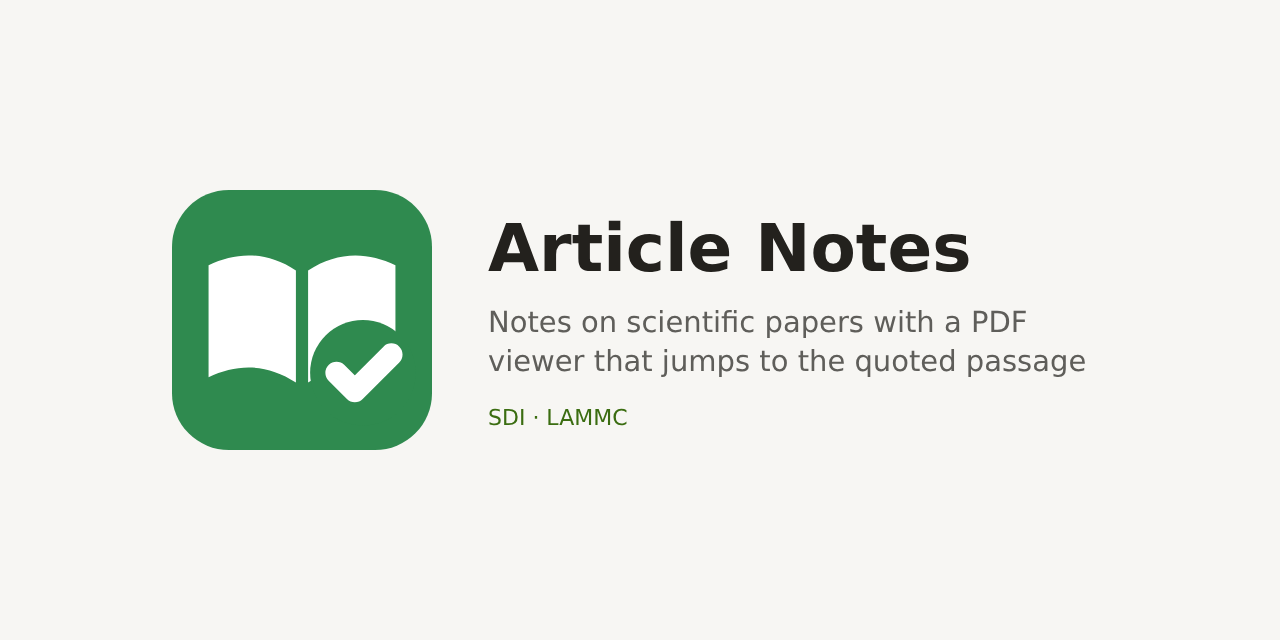 Article Notes
Notes on scientific papers with a PDF
viewer that jumps to the quoted passage
SDI · LAMMC